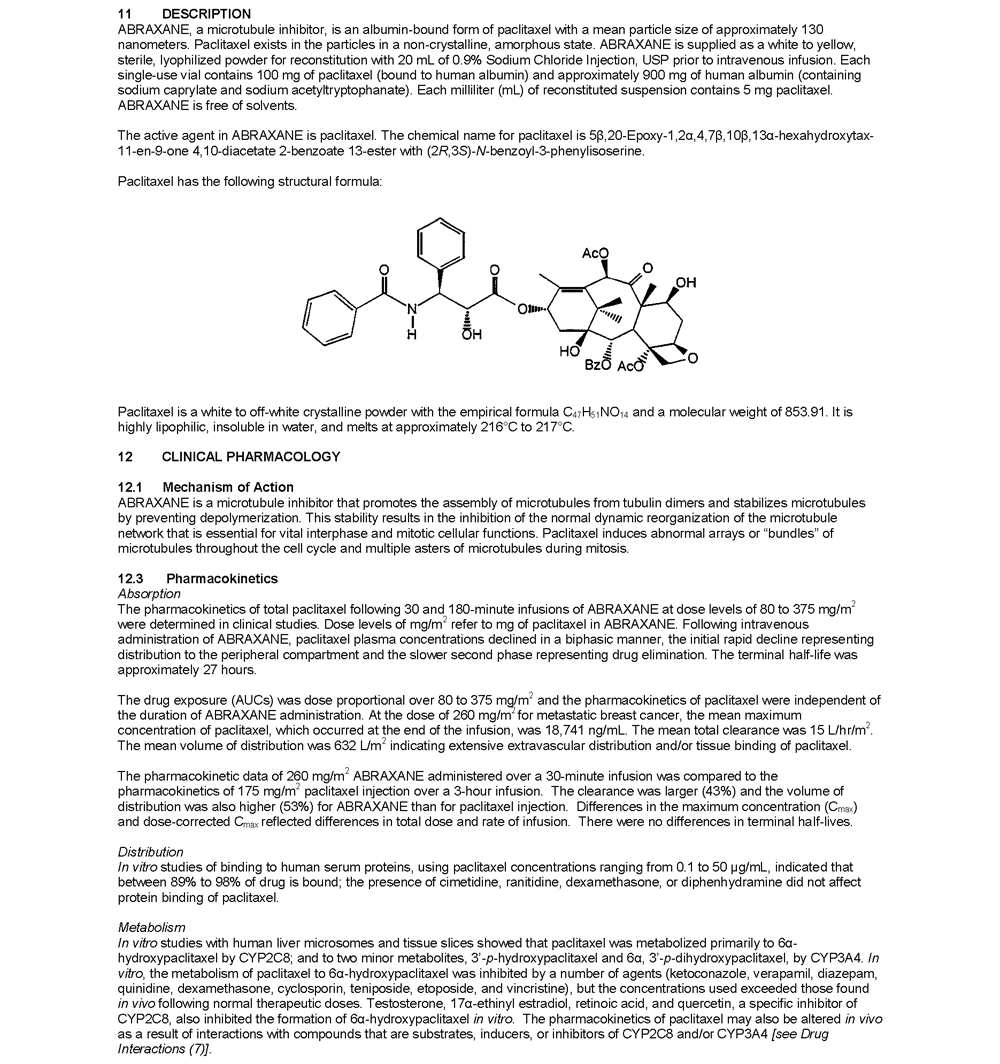 11 DESCRIPTION
ABRAXANE, a microtubule inhibitor, is an albumin-bound form of paclitaxel with a mean particle size of approximately 130
nanometers. Paclitaxel exists in the particles in a non-crystalline, amorphous state. ABRAXANE is supplied as a white to yellow,
sterile, lyophilized powder for reconstitution with 20 mL of 0.9% Sodium Chloride Injection, USP prior to intravenous infusion. Each
single-use vial contains 100 mg of paclitaxel (bound to human albumin) and approximately 900 mg of human albumin (containing
sodium caprylate and sodium acetyltryptophanate). Each milliliter (mL) of reconstituted suspension contains 5 mg paclitaxel.
ABRAXANE is free of solvents.
The active agent in ABRAXANE is paclitaxel. The chemical name for paclitaxel is 5β,20-Epoxy-1,2α,4,7β,10β,13α-hexahydroxytax-
11-en-9-one 4,10-diacetate 2-benzoate 13-ester with (2R,3S)-N-benzoyl-3-phenylisoserine.
Paclitaxel has the following structural formula:
AcO
O
OH
O
O
O
N
H
OH
HO
BzO AcO
O
Paclitaxel is a white to off-white crystalline powder with the empirical formula C₄₇H₅₁NO₁₄ and a molecular weight of 853.91. It is
highly lipophilic, insoluble in water, and melts at approximately 216°C to 217°C.
12 CLINICAL PHARMACOLOGY
12.1 Mechanism of Action
ABRAXANE is a microtubule inhibitor that promotes the assembly of microtubules from tubulin dimers and stabilizes microtubules
by preventing depolymerization. This stability results in the inhibition of the normal dynamic reorganization of the microtubule
network that is essential for vital interphase and mitotic cellular functions. Paclitaxel induces abnormal arrays or “bundles” of
microtubules throughout the cell cycle and multiple asters of microtubules during mitosis.
12.3 Pharmacokinetics
Absorption
The pharmacokinetics of total paclitaxel following 30 and 180-minute infusions of ABRAXANE at dose levels of 80 to 375 mg/m²
were determined in clinical studies. Dose levels of mg/m² refer to mg of paclitaxel in ABRAXANE. Following intravenous
administration of ABRAXANE, paclitaxel plasma concentrations declined in a biphasic manner, the initial rapid decline representing
distribution to the peripheral compartment and the slower second phase representing drug elimination. The terminal half-life was
approximately 27 hours.
The drug exposure (AUCs) was dose proportional over 80 to 375 mg/m² and the pharmacokinetics of paclitaxel were independent of
the duration of ABRAXANE administration. At the dose of 260 mg/m² for metastatic breast cancer, the mean maximum
concentration of paclitaxel, which occurred at the end of the infusion, was 18,741 ng/mL. The mean total clearance was 15 L/hr/m².
The mean volume of distribution was 632 L/m² indicating extensive extravascular distribution and/or tissue binding of paclitaxel.
The pharmacokinetic data of 260 mg/m² ABRAXANE administered over a 30-minute infusion was compared to the
pharmacokinetics of 175 mg/m² paclitaxel injection over a 3-hour infusion. The clearance was larger (43%) and the volume of
distribution was also higher (53%) for ABRAXANE than for paclitaxel injection. Differences in the maximum concentration (Cmax)
and dose-corrected Cmax reflected differences in total dose and rate of infusion. There were no differences in terminal half-lives.
Distribution
In vitro studies of binding to human serum proteins, using paclitaxel concentrations ranging from 0.1 to 50 µg/mL, indicated that
between 89% to 98% of drug is bound; the presence of cimetidine, ranitidine, dexamethasone, or diphenhydramine did not affect
protein binding of paclitaxel.
Metabolism
In vitro studies with human liver microsomes and tissue slices showed that paclitaxel was metabolized primarily to 6α-
hydroxypaclitaxel by CYP2C8; and to two minor metabolites, 3’-p-hydroxypaclitaxel and 6α, 3’-p-dihydroxypaclitaxel, by CYP3A4. In
vitro, the metabolism of paclitaxel to 6α-hydroxypaclitaxel was inhibited by a number of agents (ketoconazole, verapamil, diazepam,
quinidine, dexamethasone, cyclosporin, teniposide, etoposide, and vincristine), but the concentrations used exceeded those found
in vivo following normal therapeutic doses. Testosterone, 17α-ethinyl estradiol, retinoic acid, and quercetin, a specific inhibitor of
CYP2C8, also inhibited the formation of 6α-hydroxypaclitaxel in vitro. The pharmacokinetics of paclitaxel may also be altered in vivo
as a result of interactions with compounds that are substrates, inducers, or inhibitors of CYP2C8 and/or CYP3A4 [see Drug
Interactions (7)].